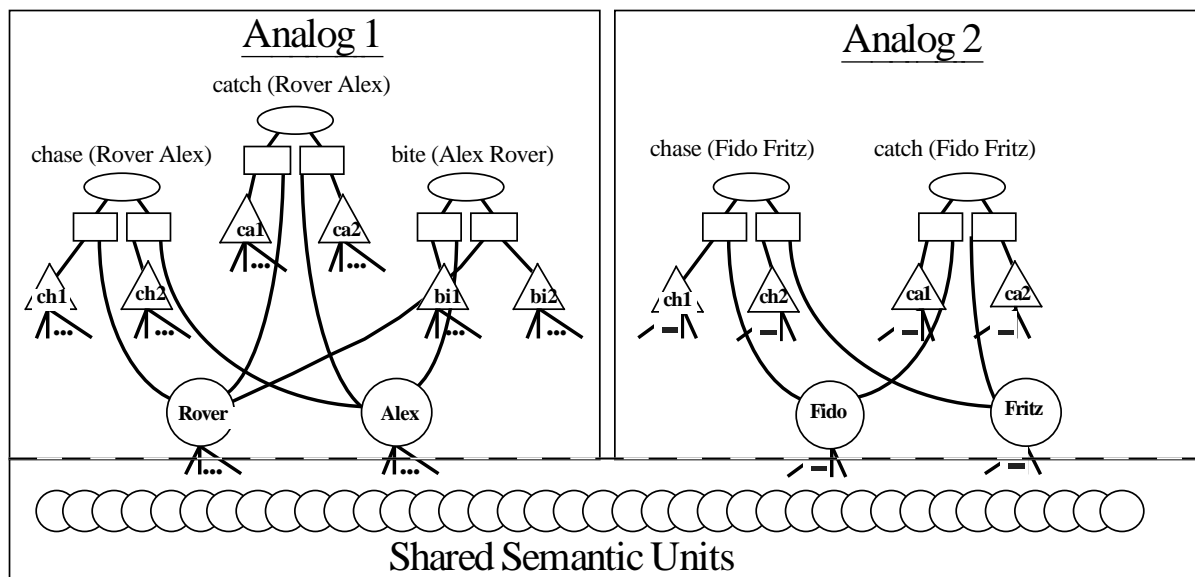 Analog 1
catch (Rover Alex)
chase (Rover Alex)
bite (Alex Rover)
ca1
ca2
ch1
ch2
bi1
bi2
...
...
...
...
...
...
Rover
Alex
...
...
Analog 2
chase (Fido Fritz)
catch (Fido Fritz)
ch1
ch2
ca1
ca2
Fido
Fritz
Shared Semantic Units